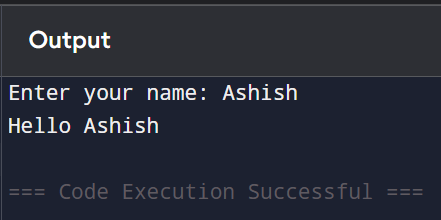 Output
Enter your name: Ashish
Hello Ashish
=== Code Execution Successful ===